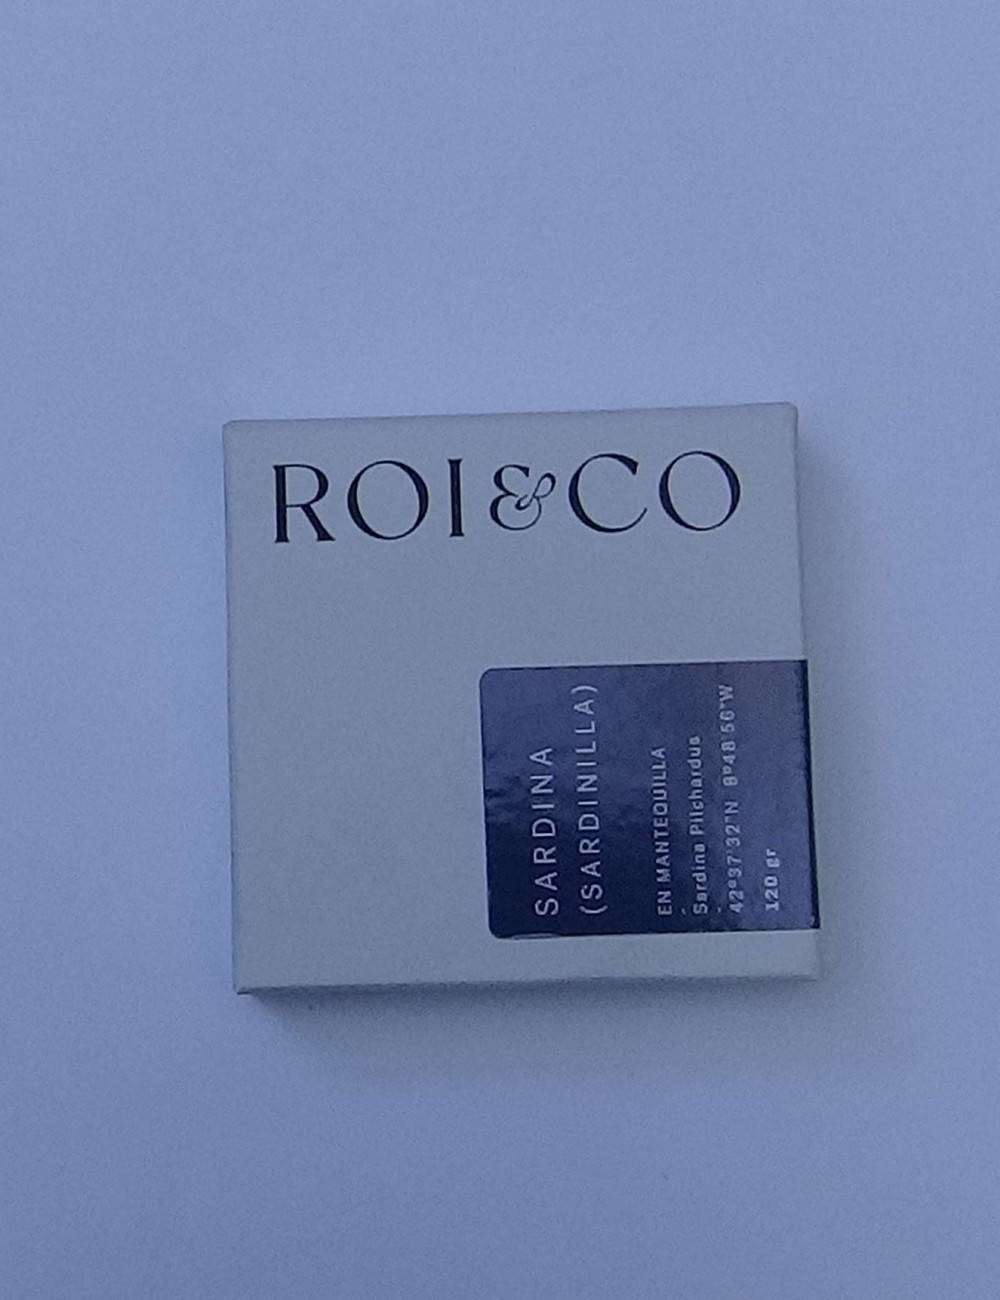 ROI&CO
SARDINA
(SARDINILLA)
EN MANTEQUILLA
-
Sardina Pilchardus
-
42º37'32"N 8º48'56"W
120 gr